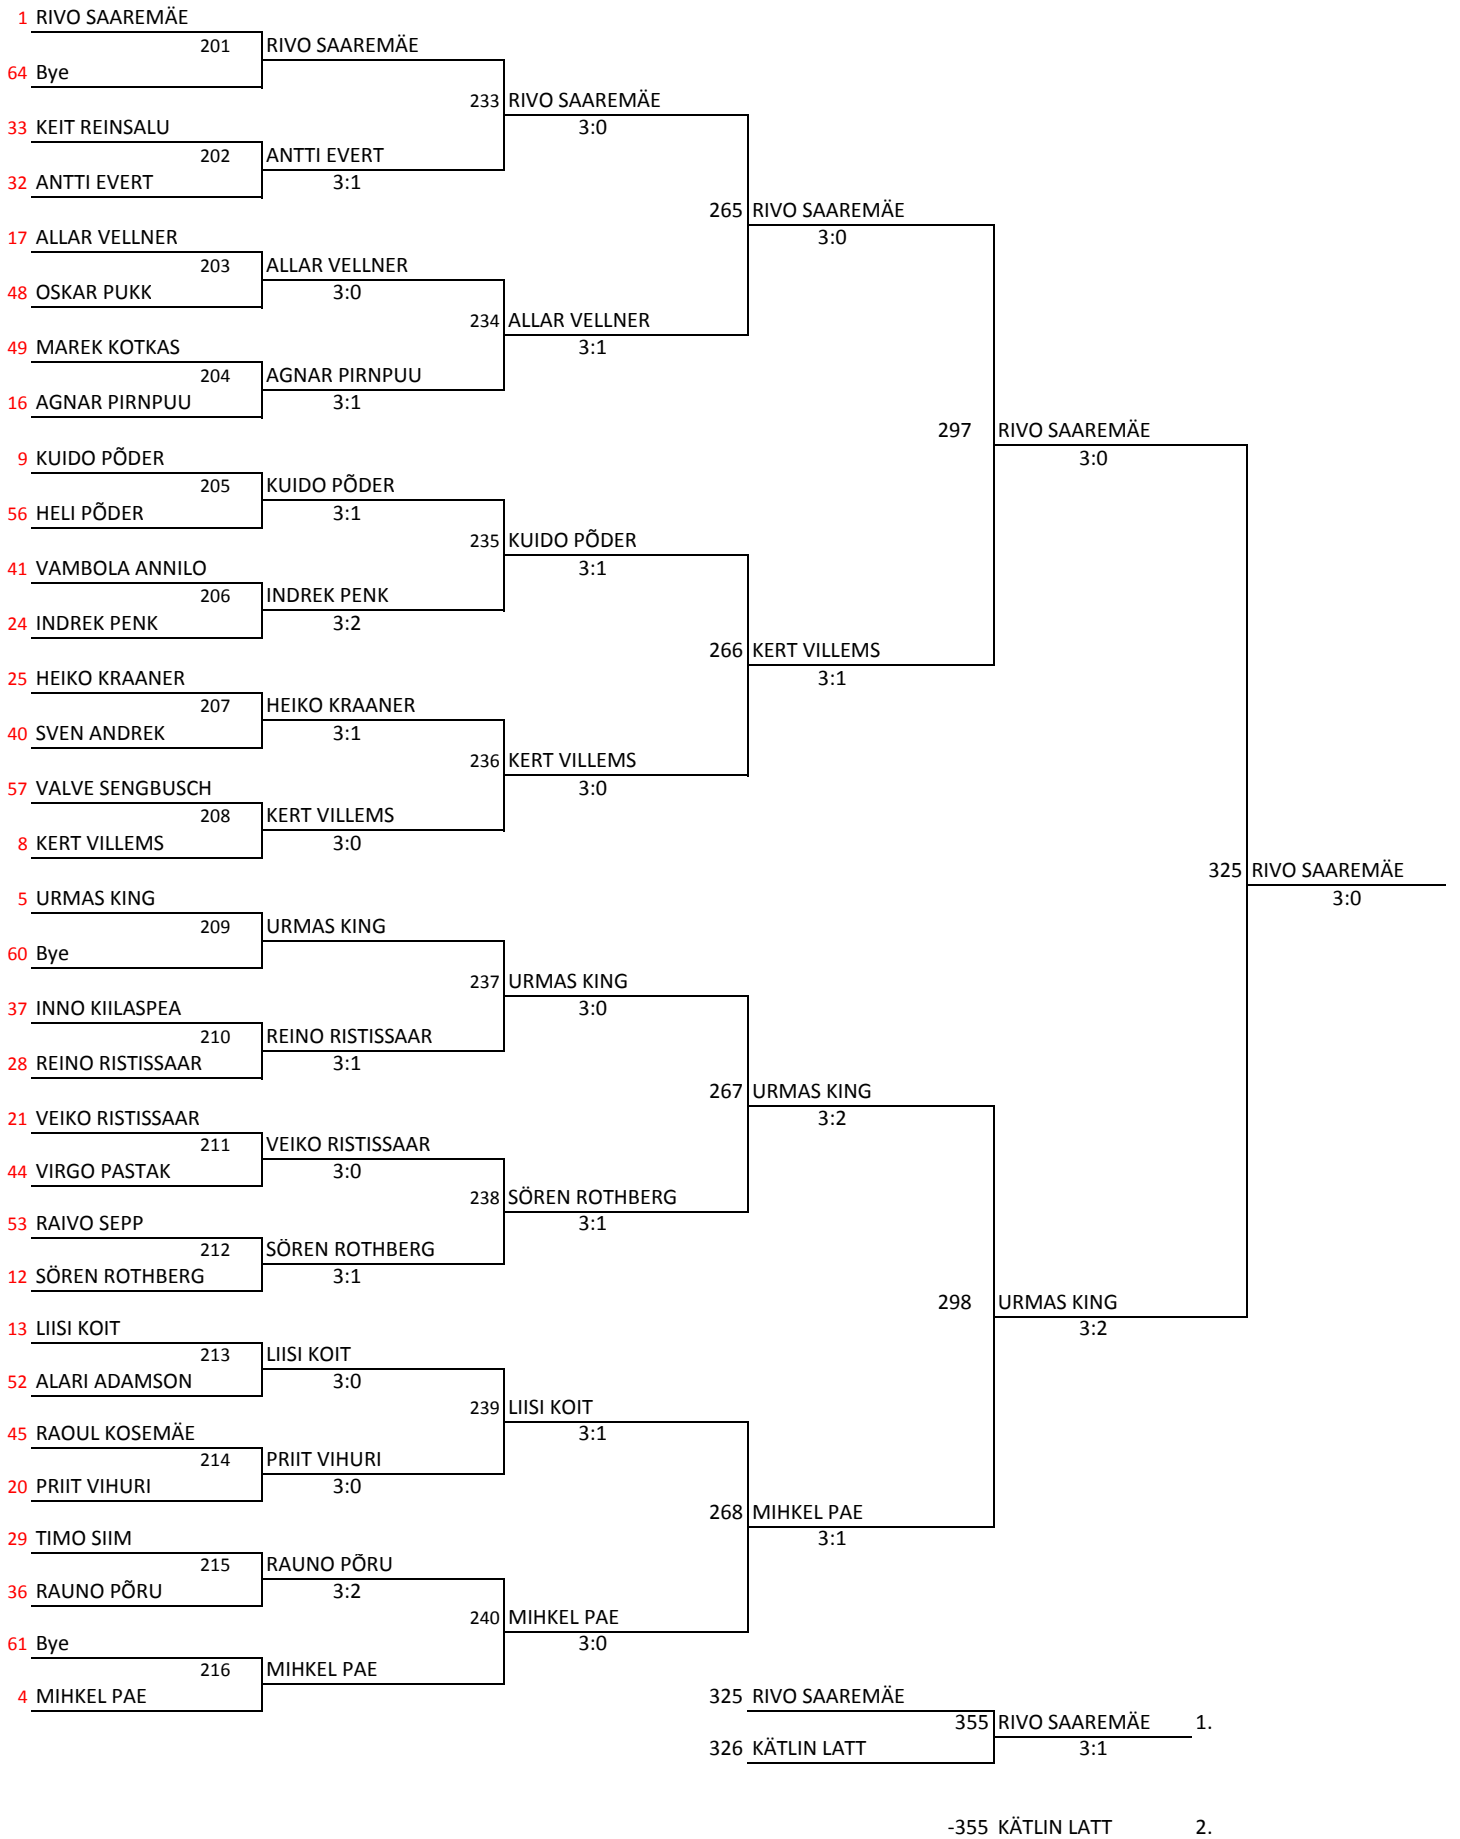 1 RIVO SAAREMÄE
201 RIVO SAAREMÄE
64 Bye
233 RIVO SAAREMÄE
33 KEIT REINSALU 3:0
202 ANTTI EVERT
32 ANTTI EVERT 3:1
265 RIVO SAAREMÄE
17 ALLAR VELLNER 3:0
203 ALLAR VELLNER
48 OSKAR PUKK 3:0
234 ALLAR VELLNER
49 MAREK KOTKAS 3:1
204 AGNAR PIRNPUU
16 AGNAR PIRNPUU 3:1
297 RIVO SAAREMÄE
9 KUIDO PÕDER 3:0
205 KUIDO PÕDER
56 HELI PÕDER 3:1
235 KUIDO PÕDER
41 VAMBOLA ANNILO 3:1
206 INDREK PENK
24 INDREK PENK 3:2
266 KERT VILLEMS
25 HEIKO KRAANER 3:1
207 HEIKO KRAANER
40 SVEN ANDREK 3:1
236 KERT VILLEMS
57 VALVE SENGBUSCH 3:0
208 KERT VILLEMS
8 KERT VILLEMS 3:0
325 RIVO SAAREMÄE
5 URMAS KING 3:0
209 URMAS KING
60 Bye
237 URMAS KING
37 INNO KIILASPEA 3:0
210 REINO RISTISSAAR
28 REINO RISTISSAAR 3:1
267 URMAS KING
21 VEIKO RISTISSAAR 3:2
211 VEIKO RISTISSAAR
44 VIRGO PASTAK 3:0
238 SÖREN ROTHBERG
53 RAIVO SEPP 3:1
212 SÖREN ROTHBERG
12 SÖREN ROTHBERG 3:1
298 URMAS KING
13 LIISI KOIT 3:2
213 LIISI KOIT
52 ALARI ADAMSON 3:0
239 LIISI KOIT
45 RAOUL KOSEMÄE 3:1
214 PRIIT VIHURI
20 PRIIT VIHURI 3:0
268 MIHKEL PAE
29 TIMO SIIM 3:1
215 RAUNO PÕRU
36 RAUNO PÕRU 3:2
240 MIHKEL PAE
61 Bye 3:0
216 MIHKEL PAE
4 MIHKEL PAE 325 RIVO SAAREMÄE
355 RIVO SAAREMÄE 1.
326 KÄTLIN LATT 3:1
-355 KÄTLIN LATT 2.